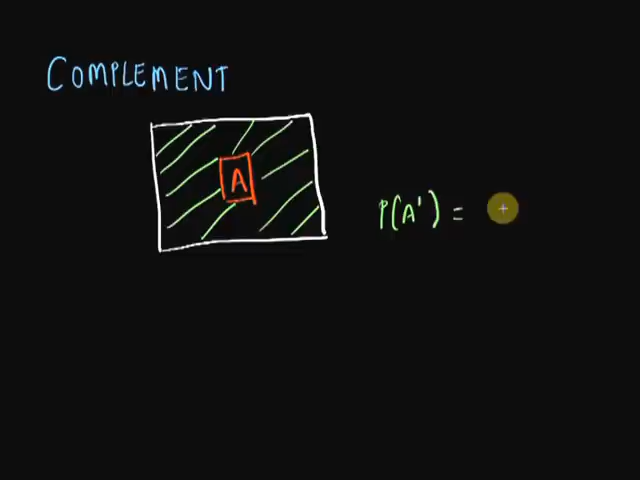 COMPLEMENT
A
P(A') =